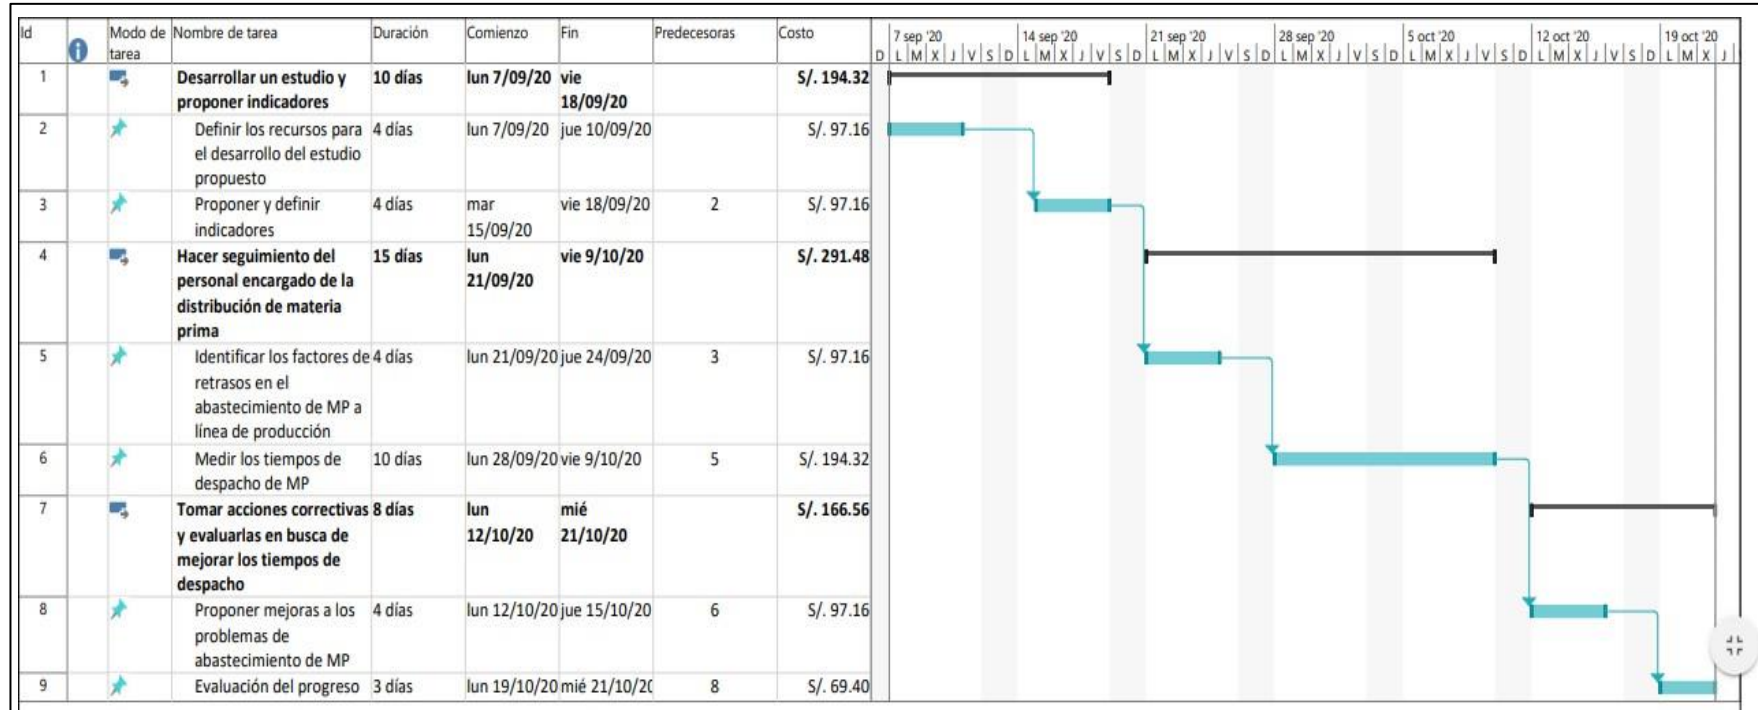 Id Modo de tarea Nombre de tarea Duración Comienzo Fin Predecesoras Costo
7 sep '20 14 sep '20 21 sep '20 28 sep '20 5 oct '20 12 oct '20 19 oct '20
D L M X J V S D L M X J V S D L M X J V S D L M X J V S D L M X J V S D L M X J V S D L M X J
1 Desarrollar un estudio y 10 días lun 7/09/20 vie S/. 194.32
proponer indicadores 18/09/20
2 Definir los recursos para 4 días lun 7/09/20 jue 10/09/20 S/. 97.16
el desarrollo del estudio
propuesto
3 Proponer y definir 4 días mar vie 18/09/20 2 S/. 97.16
indicadores 15/09/20
4 Hacer seguimiento del 15 días lun vie 9/10/20 S/. 291.48
personal encargado de la 21/09/20
distribución de materia
prima
5 Identificar los factores de 4 días lun 21/09/20 jue 24/09/20 3 S/. 97.16
retrasos en el
abastecimiento de MP a
línea de producción
6 Medir los tiempos de 10 días lun 28/09/20 vie 9/10/20 5 S/. 194.32
despacho de MP
7 Tomar acciones correctivas 8 días lun mié S/. 166.56
y evaluarlas en busca de 12/10/20 21/10/20
mejorar los tiempos de
despacho
8 Proponer mejoras a los 4 días lun 12/10/20 jue 15/10/20 6 S/. 97.16
problemas de
abastecimiento de MP
9 Evaluación del progreso 3 días lun 19/10/20 mié 21/10/20 8 S/. 69.40